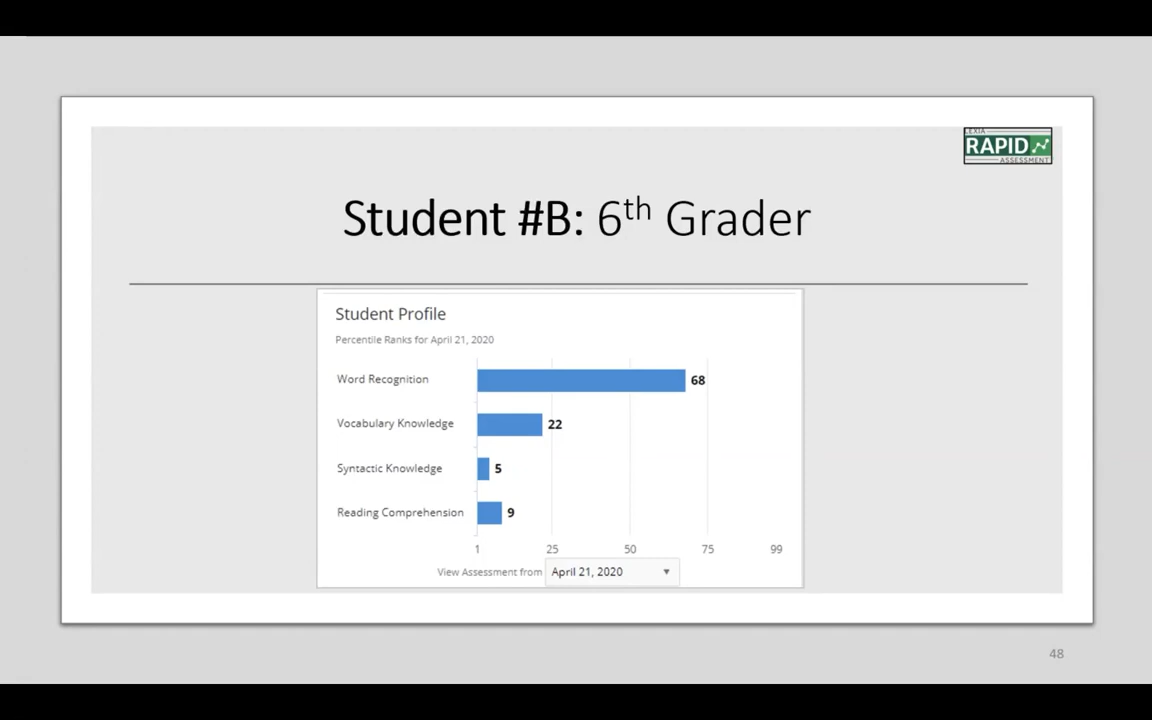 LEXIA
RAPID
ASSESSMENT
Student #B: 6th Grader
Student Profile
Percentile Ranks for April 21, 2020
Word Recognition 68
Vocabulary Knowledge 22
Syntactic Knowledge 5
Reading Comprehension 9
1 25 50 75 99
View Assessment from April 21, 2020
48